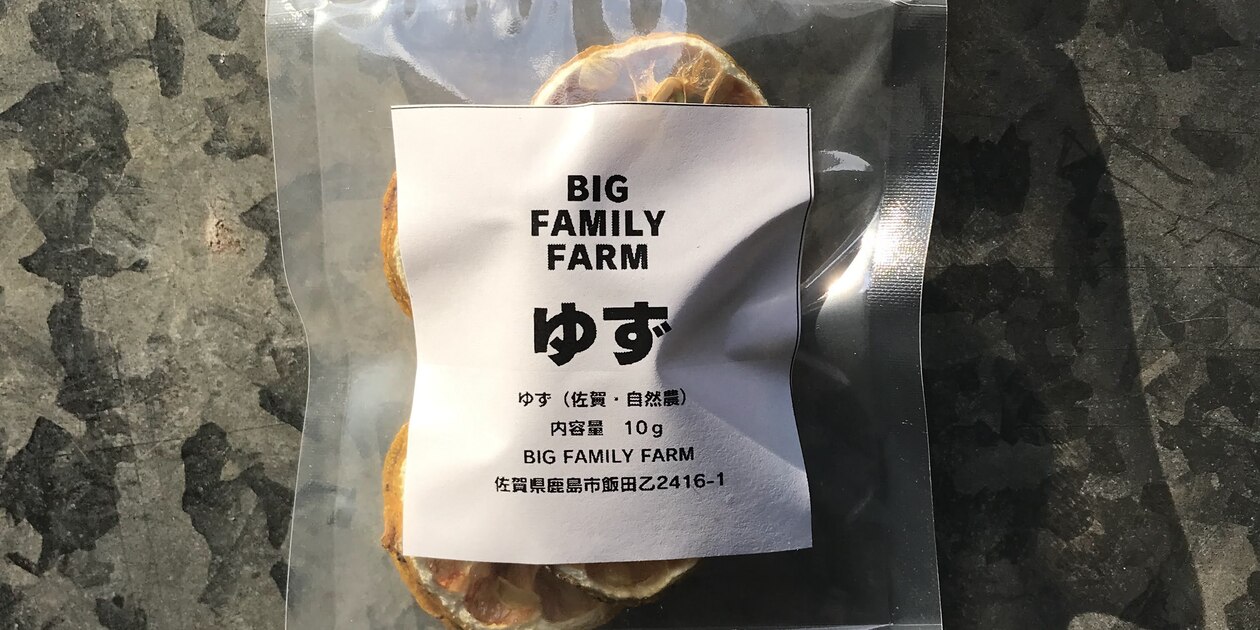 BIG
FAMILY
FARM
ゆず
ゆず（佐賀・自然農）
内容量　10g
BIG FAMILY FARM
佐賀県鹿島市飯田乙2416-1